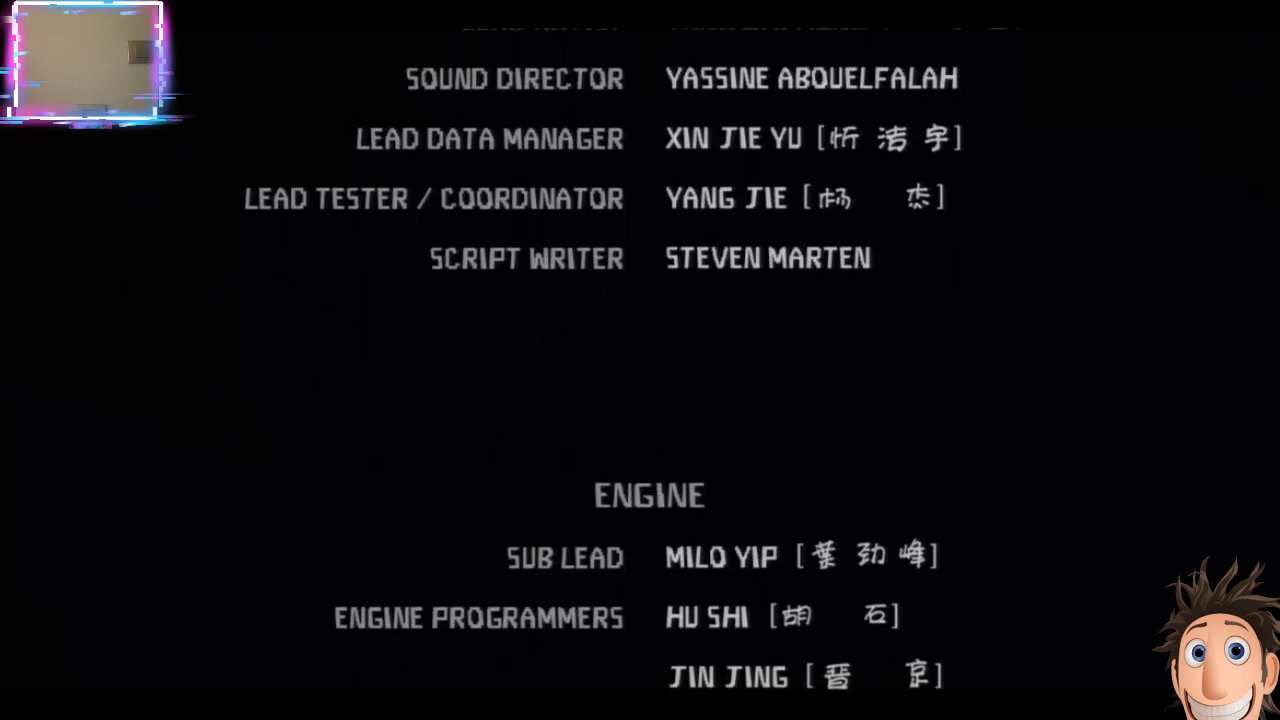 SOUND DIRECTOR YASSINE ABOUELFALAH
LEAD DATA MANAGER XIN JIE YU [忻 洁 宇]
LEAD TESTER / COORDINATOR YANG JIE [杨 杰]
SCRIPT WRITER STEVEN MARTEN
ENGINE
SUB LEAD MILO YIP [葉 劲 峰]
ENGINE PROGRAMMERS HU SHI [胡 石]
JIN JING [晋 京]